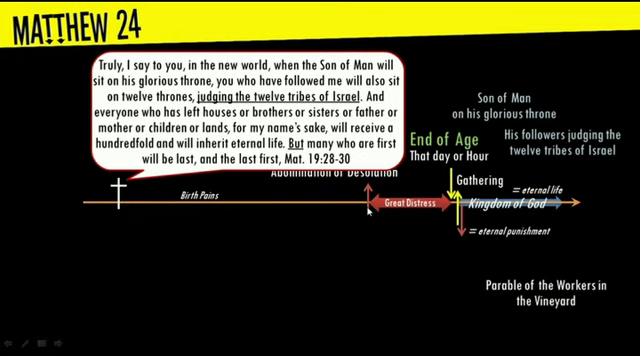 MATTHEW 24
Truly, I say to you, in the new world, when the Son of Man will
sit on his glorious throne, you who have followed me will also sit
on twelve thrones, judging the twelve tribes of Israel. And
everyone who has left houses or brothers or sisters or father or
mother or children or lands, for my name's sake, will receive a
hundredfold and will inherit eternal life. But many who are first
will be last, and the last first, Mat. 19:28-30
Son of Man
on his glorious throne
End of Age
That day or Hour
His followers judging the
twelve tribes of Israel
Abomination of Desolation
Gathering
= eternal life
Birth Pains
Great Distress
Kingdom of God
= eternal punishment
Parable of the Workers in
the Vineyard